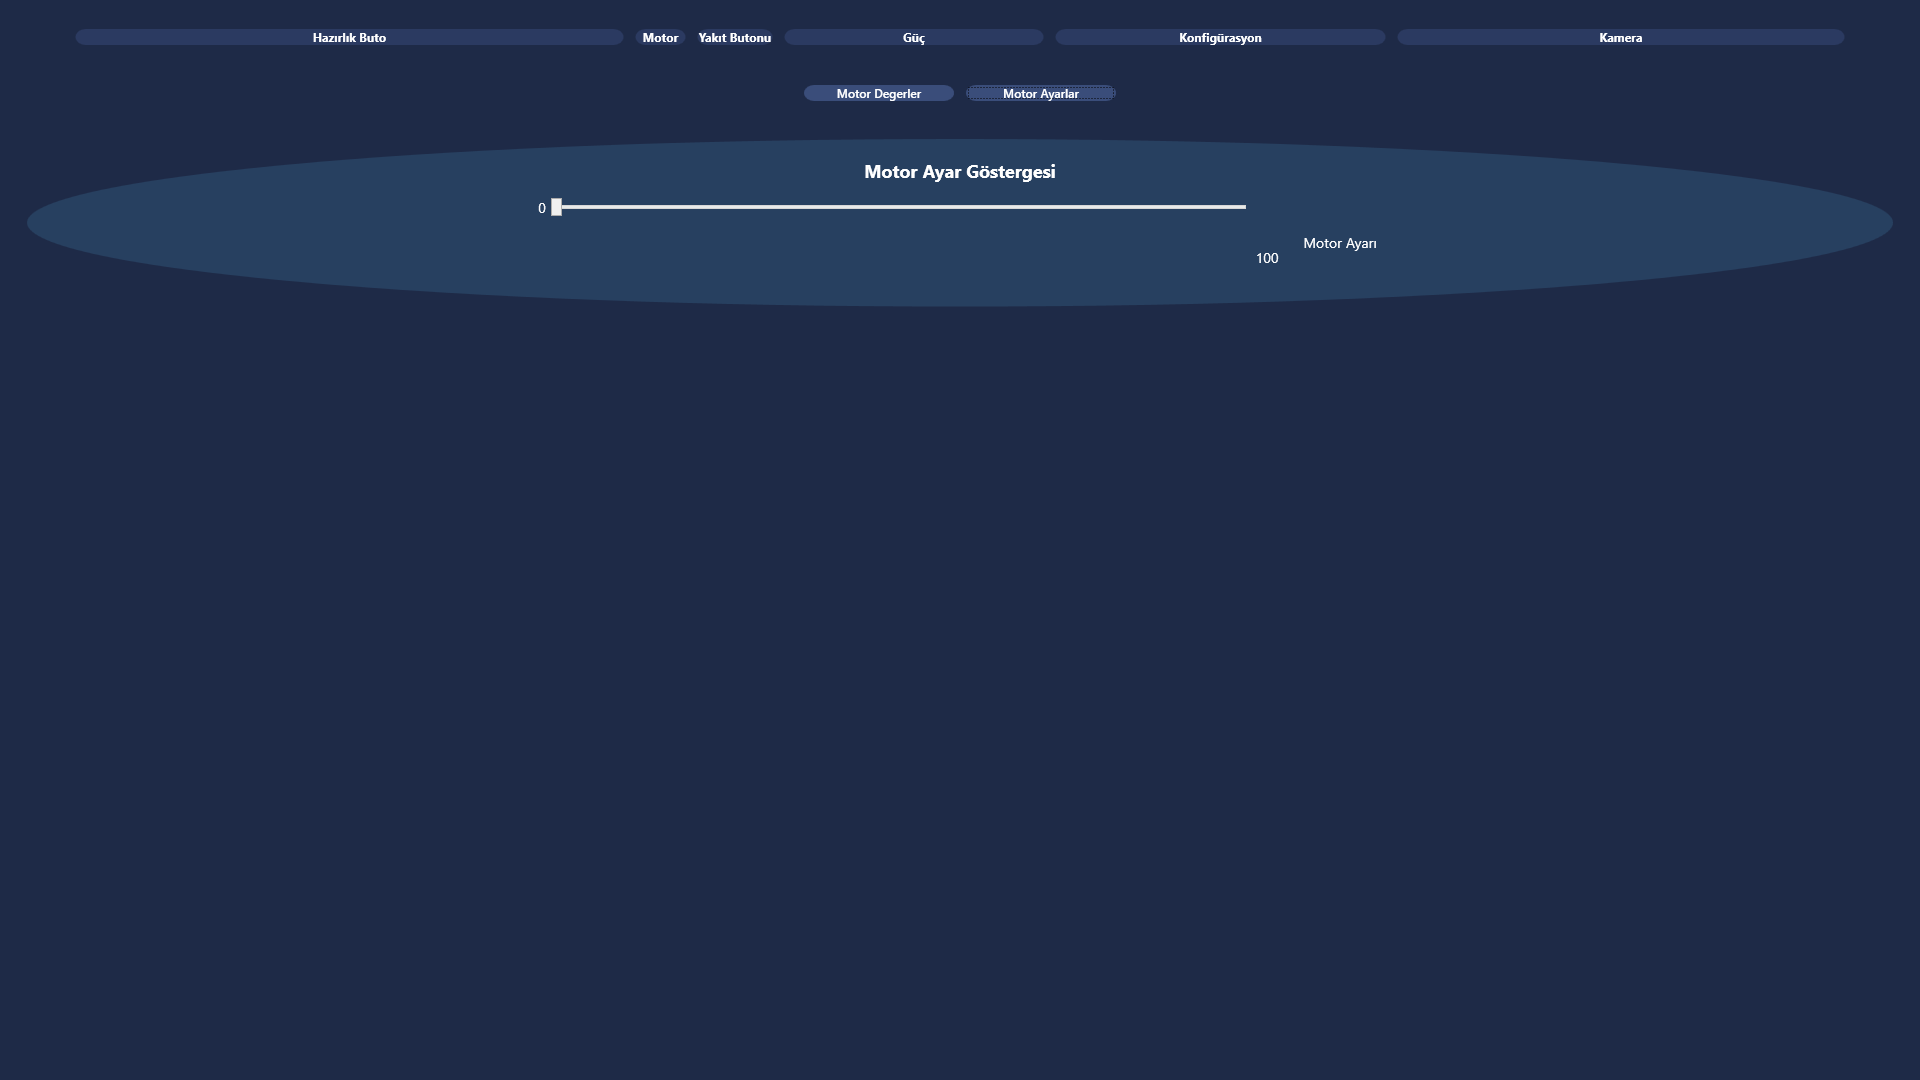 Hazırlık Buto Motor Yakıt Butonu Güç Konfigürasyon Kamera
Motor Degerler Motor Ayarlar
Motor Ayar Göstergesi
0
Motor Ayarı
100